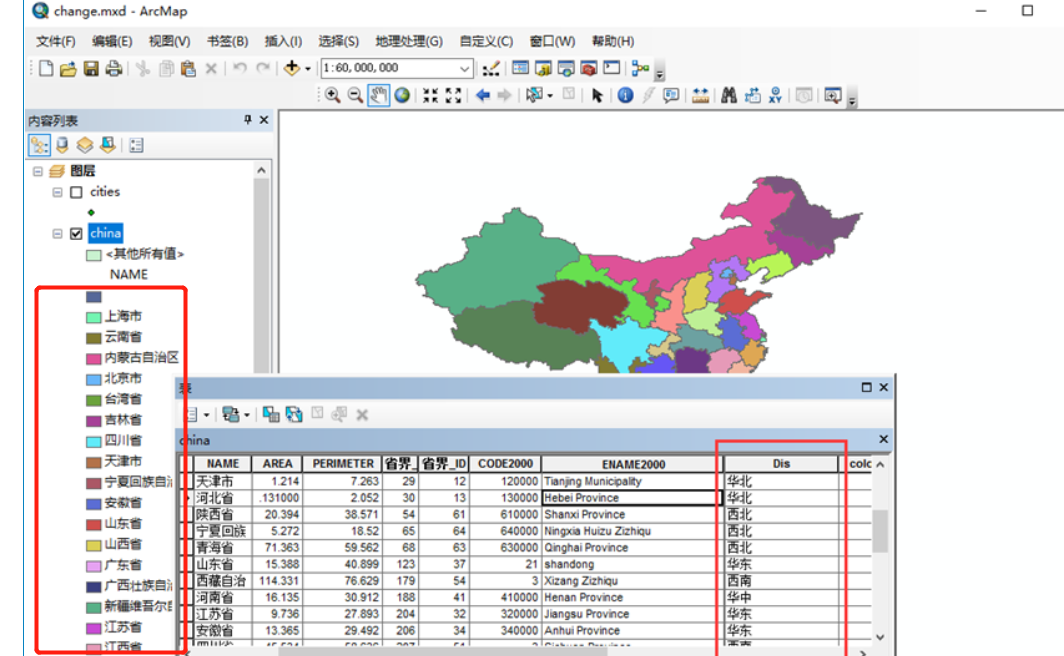 change.mxd - ArcMap
文件(F) 编辑(E) 视图(V) 书签(B) 插入(I) 选择(S) 地理处理(G) 自定义(C) 窗口(W) 帮助(H)
1:60,000,000
内容列表
图层
cities
china
<其他所有值>
NAME
上海市
云南省
内蒙古自治区
北京市
台湾省
吉林省
四川省
天津市
宁夏回族自治
安徽省
山东省
山西省
广东省
广西壮族自治
新疆维吾尔自
江苏省
江西省
表
china
NAME AREA PERIMETER 省界_ 省界_ID CODE2000 ENAME2000 Dis colo
天津市 1.214 7.263 29 12 120000 Tianjing Municipality 华北
河北省 .131000 2.052 30 13 130000 Hebei Province 华北
陕西省 20.394 38.571 54 61 610000 Shanxi Province 西北
宁夏回族 5.272 18.52 65 64 640000 Ningxia Huizu Zizhiqu 西北
青海省 71.363 59.562 68 63 630000 Qinghai Province 西北
山东省 15.388 40.899 123 37 21 shandong 华东
西藏自治 114.331 76.629 179 54 3 Xizang Zizhiqu 西南
河南省 16.135 30.912 188 41 410000 Henan Province 华中
江苏省 9.736 27.893 204 32 320000 Jiangsu Province 华东
安徽省 13.365 29.492 206 34 340000 Anhui Province 华东